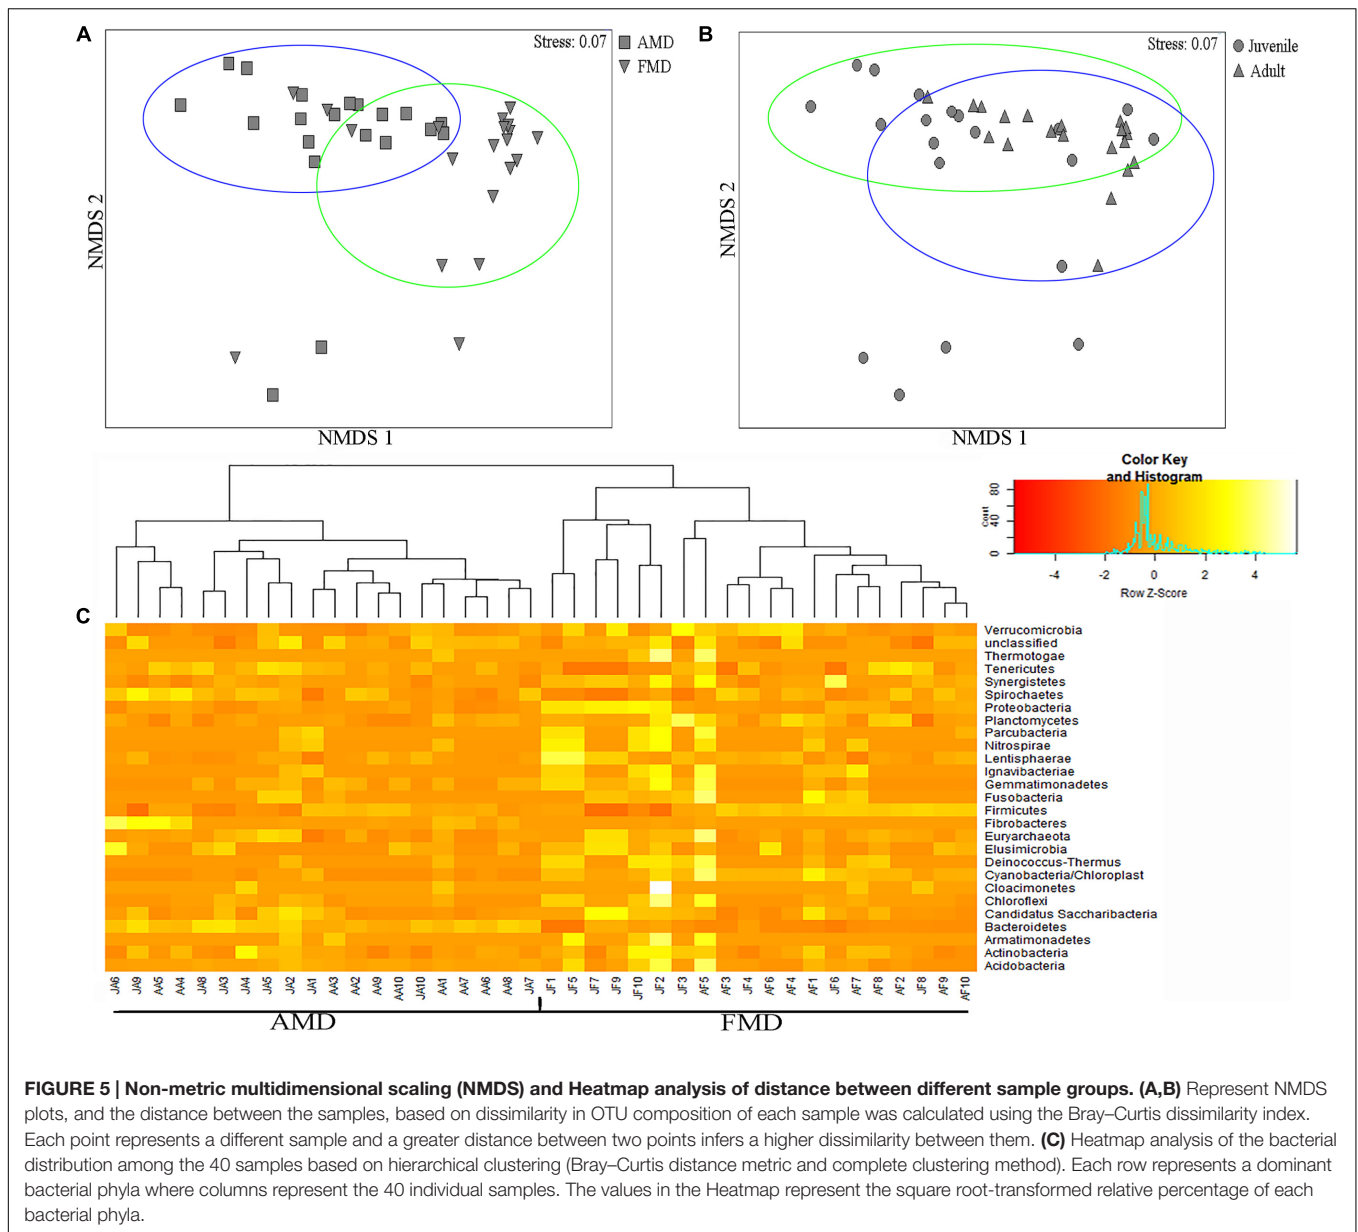 A
Stress: 0.07
AMD
FMD
NMDS 2
NMDS 1
B
Stress: 0.07
Juvenile
Adult
NMDS 2
NMDS 1
Color Key
and Histogram
Count
0 40 80
-4 -2 0 2 4
Row Z-Score
C
Verrucomicrobia
unclassified
Thermotogae
Tenericutes
Synergistetes
Spirochaetes
Proteobacteria
Planctomycetes
Parcubacteria
Nitrospirae
Lentisphaerae
Ignavibacteriae
Gemmatimonadetes
Fusobacteria
Firmicutes
Fibrobacteres
Euryarchaeota
Elusimicrobia
Deinococcus-Thermus
Cyanobacteria/Chloroplast
Cloacimonetes
Chloroflexi
Candidatus Saccharibacteria
Bacteroidetes
Armatimonadetes
Actinobacteria
Acidobacteria
JA6 JA9 AA5 AA4 JA8 JA3 JA4 JA5 JA2 JA1 AA3 AA2 AA9 AA10 JA10 AA1 AA7 AA6 AA8 JA7 JF1 JF5 JF7 JF9 JF10 JF2 JF3 AF5 AF3 JF4 AF6 AF4 AF1 JF6 AF7 AF8 AF2 JF8 AF9 AF10
AMD FMD
FIGURE 5 | Non-metric multidimensional scaling (NMDS) and Heatmap analysis of distance between different sample groups. (A,B) Represent NMDS
plots, and the distance between the samples, based on dissimilarity in OTU composition of each sample was calculated using the Bray–Curtis dissimilarity index.
Each point represents a different sample and a greater distance between two points infers a higher dissimilarity between them. (C) Heatmap analysis of the bacterial
distribution among the 40 samples based on hierarchical clustering (Bray–Curtis distance metric and complete clustering method). Each row represents a dominant
bacterial phyla where columns represent the 40 individual samples. The values in the Heatmap represent the square root-transformed relative percentage of each
bacterial phyla.